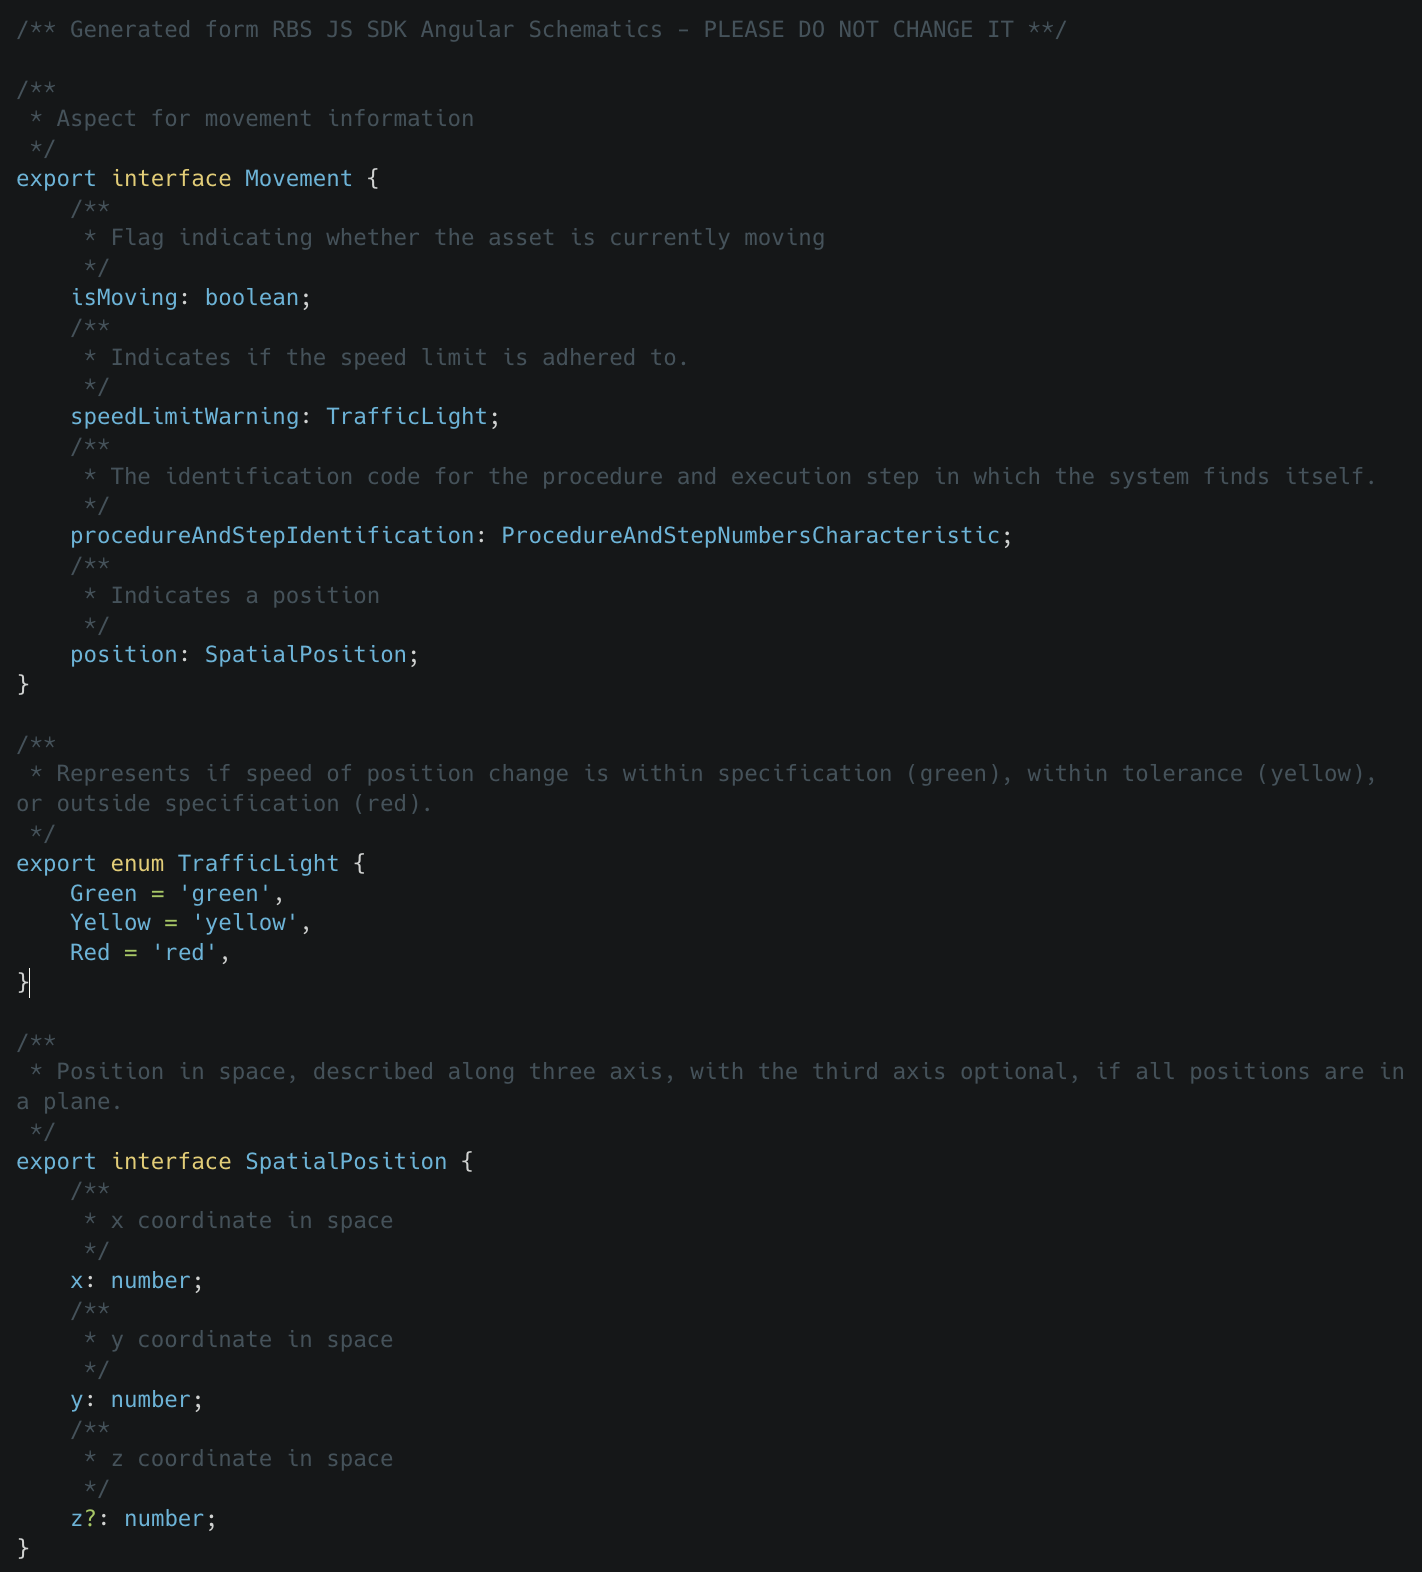 /** Generated form RBS JS SDK Angular Schematics - PLEASE DO NOT CHANGE IT **/

/**
 * Aspect for movement information
 */
export interface Movement {
    /**
     * Flag indicating whether the asset is currently moving
     */
    isMoving: boolean;
    /**
     * Indicates if the speed limit is adhered to.
     */
    speedLimitWarning: TrafficLight;
    /**
     * The identification code for the procedure and execution step in which the system finds itself.
     */
    procedureAndStepIdentification: ProcedureAndStepNumbersCharacteristic;
    /**
     * Indicates a position
     */
    position: SpatialPosition;
}

/**
 * Represents if speed of position change is within specification (green), within tolerance (yellow),
or outside specification (red).
 */
export enum TrafficLight {
    Green = 'green',
    Yellow = 'yellow',
    Red = 'red',
}

/**
 * Position in space, described along three axis, with the third axis optional, if all positions are in
a plane.
 */
export interface SpatialPosition {
    /**
     * x coordinate in space
     */
    x: number;
    /**
     * y coordinate in space
     */
    y: number;
    /**
     * z coordinate in space
     */
    z?: number;
}